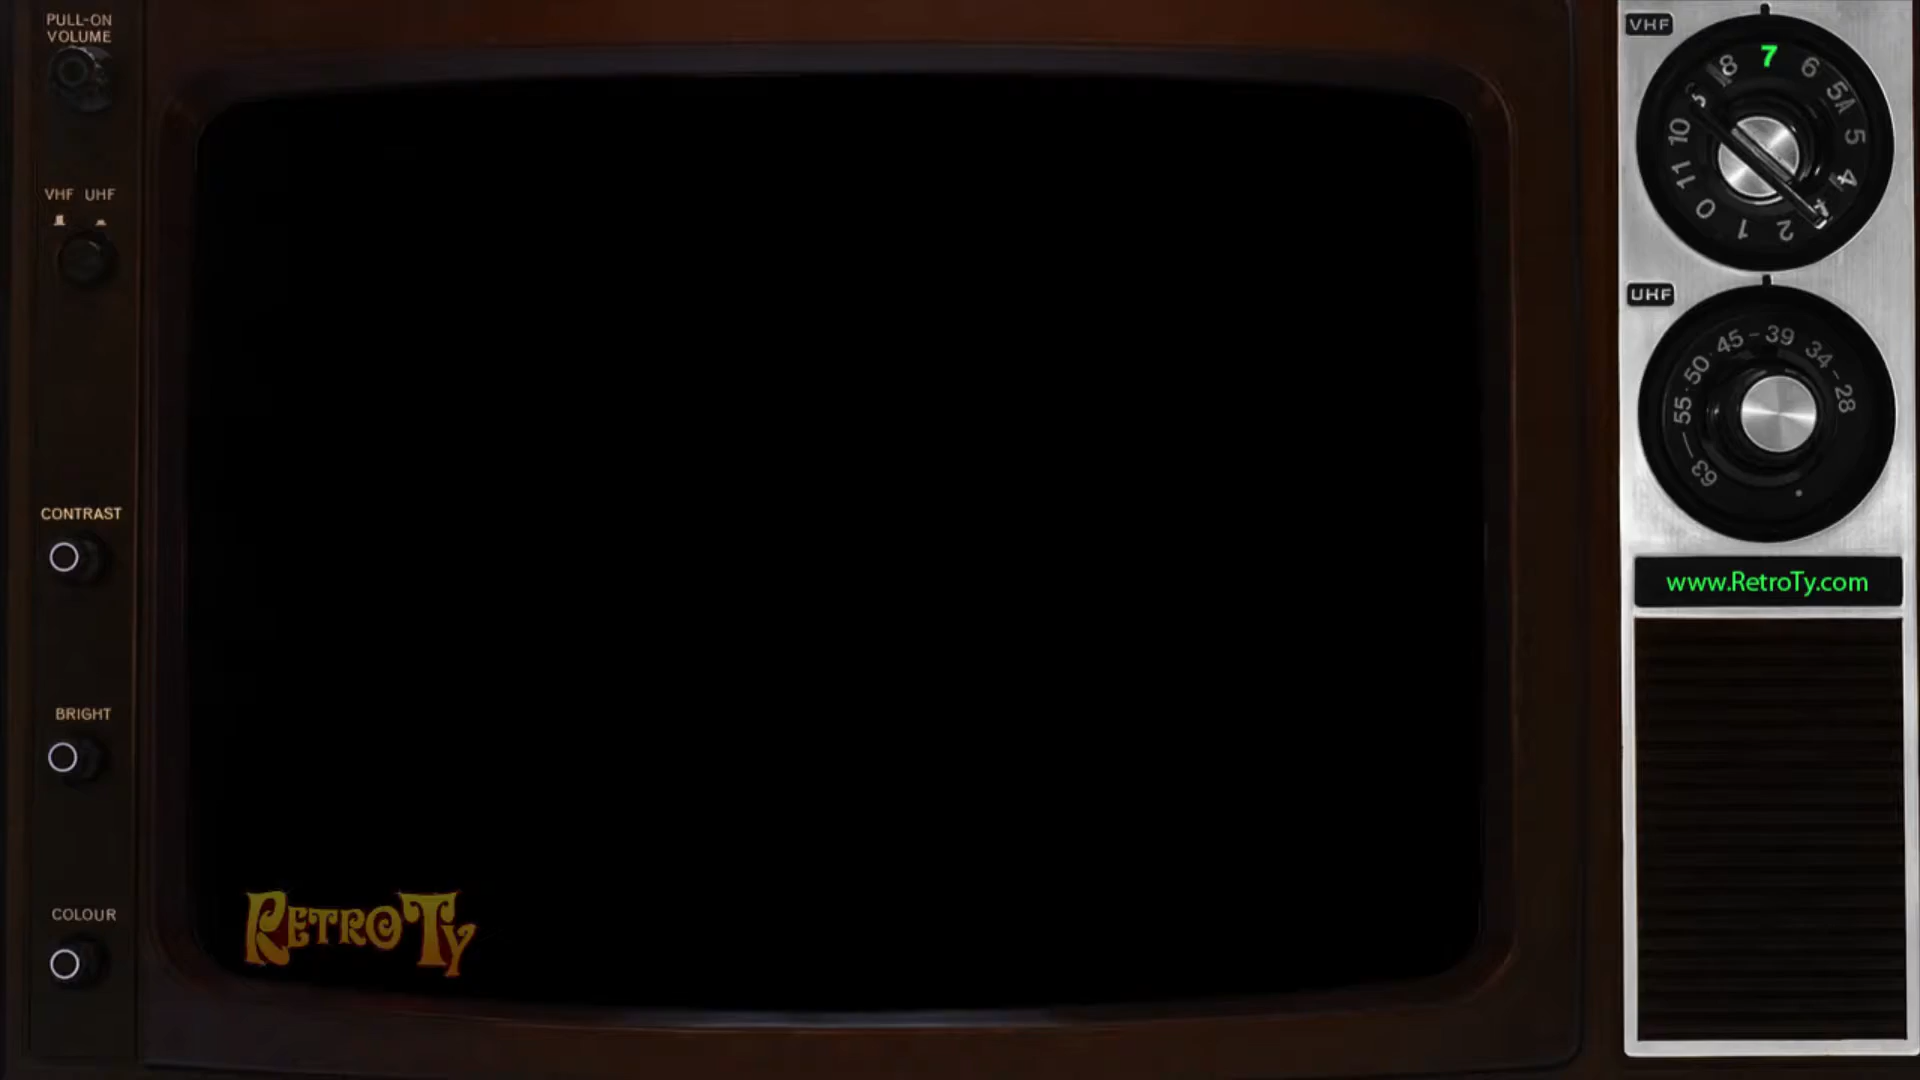 PULL-ON
VOLUME
VHF UHF
CONTRAST
BRIGHT
COLOUR
RETROTY
VHF
7
6
5A
5
4
2
1
0
11
10
8
UHF
63 55 50 45 39 34 28
www.RetroTy.com